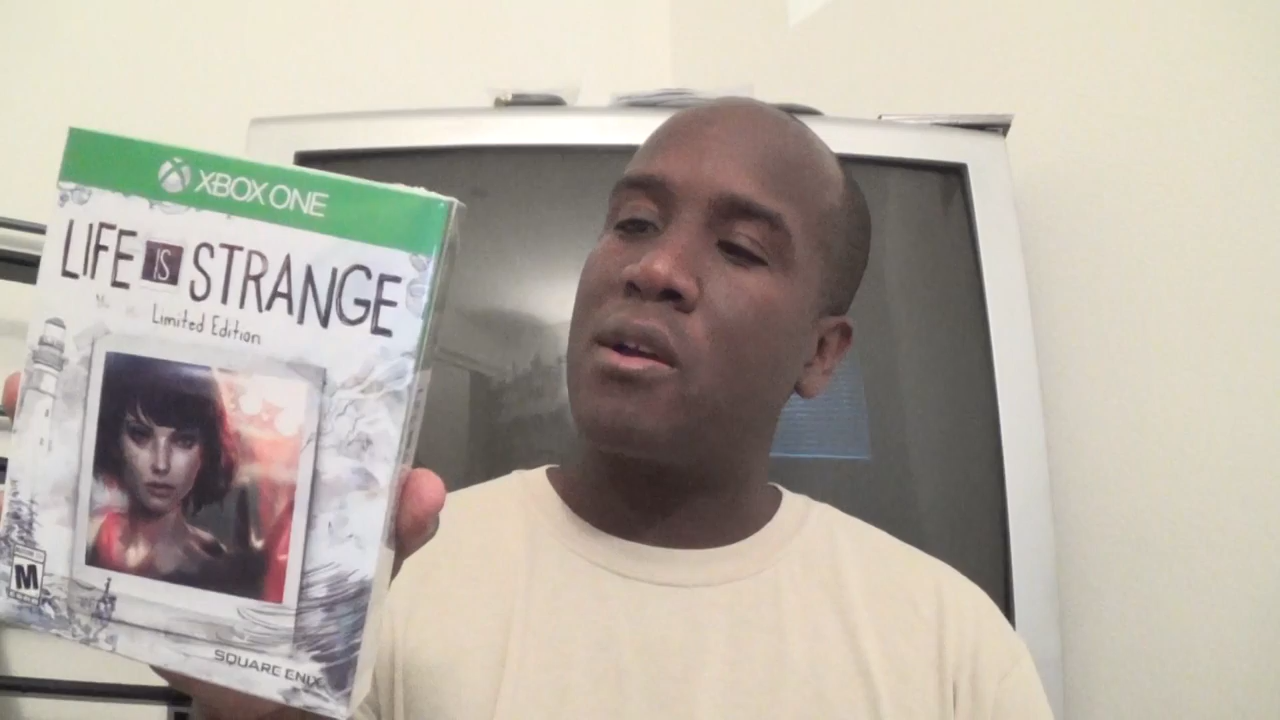 XBOX ONE
LIFE IS STRANGE
Limited Edition
M
SQUARE ENIX